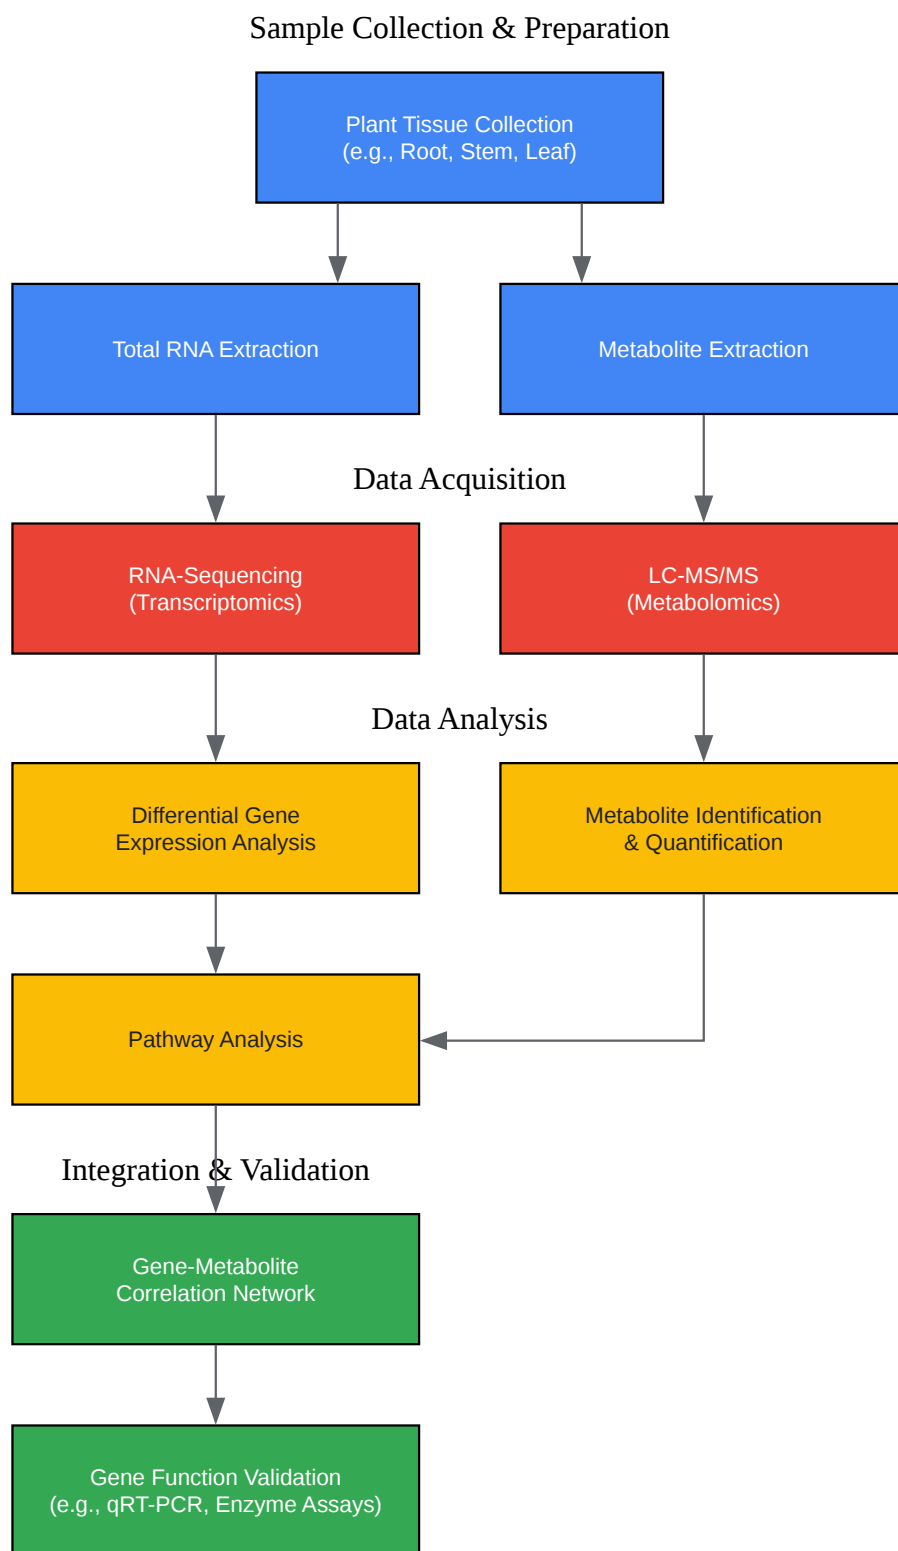 Sample Collection & Preparation
Plant Tissue Collection
(e.g., Root, Stem, Leaf)
Total RNA Extraction
Metabolite Extraction
Data Acquisition
RNA-Sequencing
(Transcriptomics)
LC-MS/MS
(Metabolomics)
Data Analysis
Differential Gene
Expression Analysis
Metabolite Identification
& Quantification
Pathway Analysis
Integration & Validation
Gene-Metabolite
Correlation Network
Gene Function Validation
(e.g., qRT-PCR, Enzyme Assays)